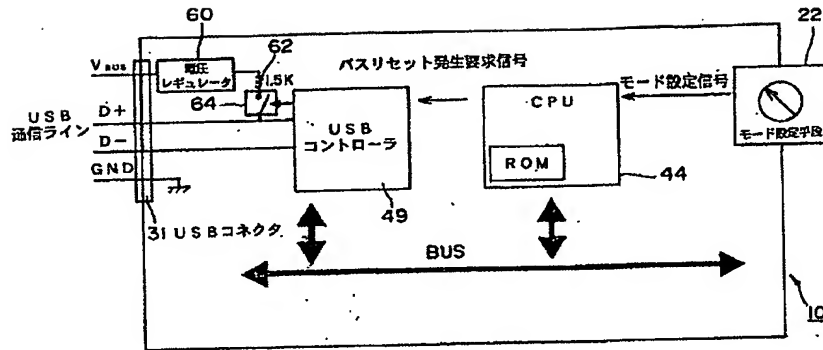 60
62
22
VBUS
電圧
レギュレータ
1.5K
バスリセット発生要求信号
モード設定信号
64
USB
通信ライン
D+
D-
GND
USB
コントローラ
CPU
ROM
モード設定手段
49
44
31 USBコネクタ
BUS
10